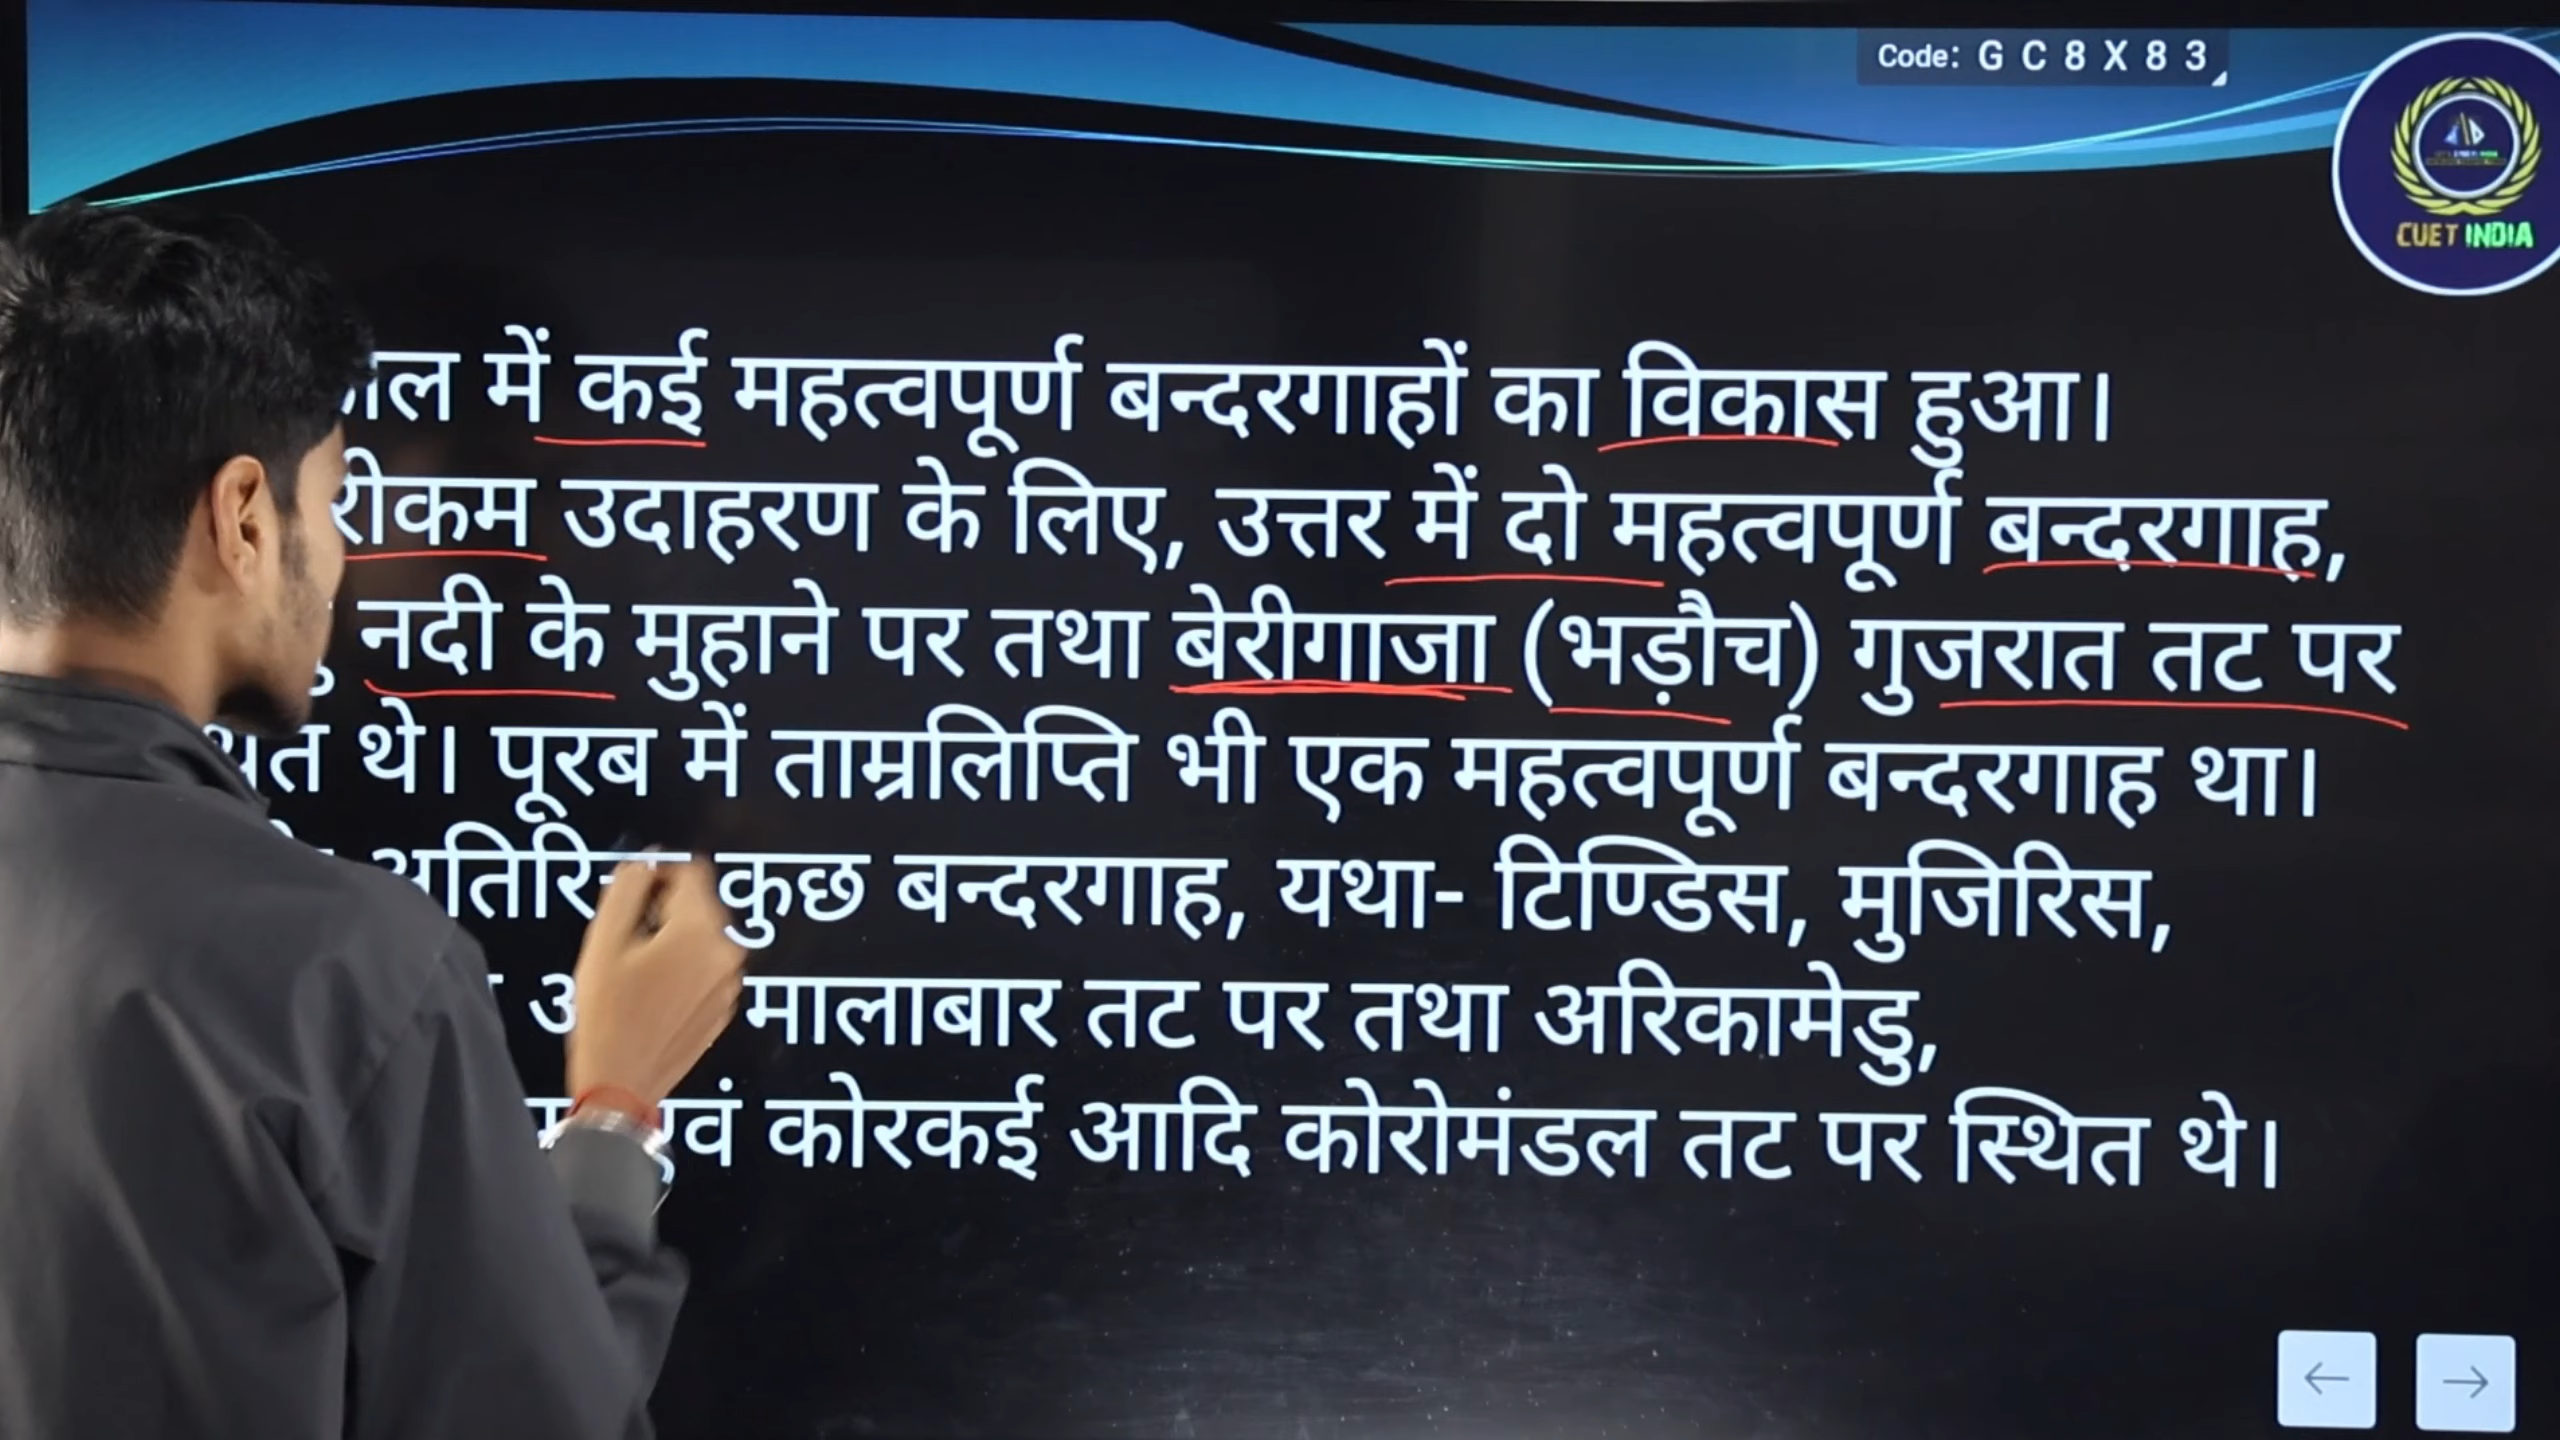 Code: G C 8 X 8 3
CUET INDIA
में कई महत्वपूर्ण बन्दरगाहों का विकास हुआ।
उदाहरण के लिए, उत्तर में दो महत्वपूर्ण बन्दरगाह,
नदी के मुहाने पर तथा बेरीगाजा (भड़ौच) गुजरात तट पर
थे। पूरब में ताम्रलिप्ति भी एक महत्वपूर्ण बन्दरगाह था।
कुछ बन्दरगाह, यथा- टिण्डिस, मुजिरिस,
मालाबार तट पर तथा अरिकामेडु,
एवं कोरकई आदि कोरोमंडल तट पर स्थित थे।